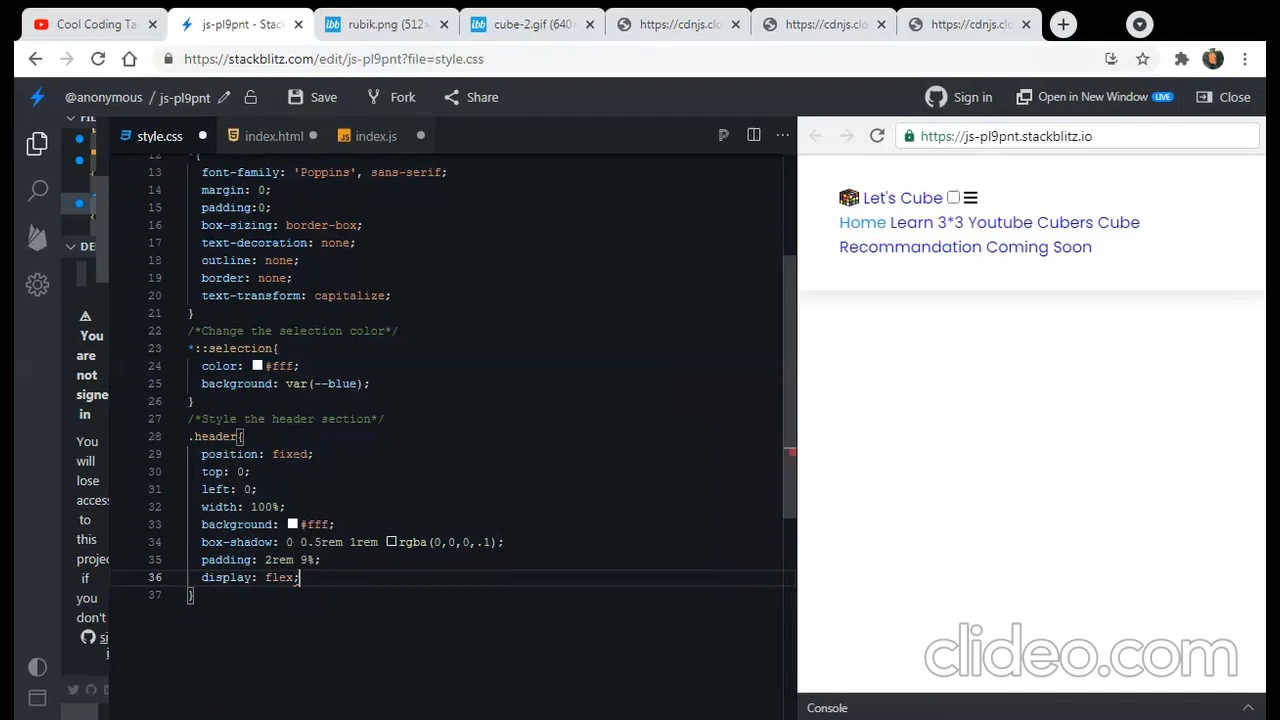 Cool Coding Ta
js-pl9pnt - Stack
rubik.png (512×
cube-2.gif (640×
https://cdnjs.clo
https://cdnjs.clo
https://cdnjs.clo
https://stackblitz.com/edit/js-pl9pnt?file=style.css
@anonymous / js-pl9pnt
Save
Fork
Share
Sign in
Open in New Window LIVE
Close
FIL
style.css
index.html
index.js
https://js-pl9pnt.stackblitz.io
12 *{
13 font-family: 'Poppins', sans-serif;
14 margin: 0;
15 padding:0;
16 box-sizing: border-box;
17 text-decoration: none;
18 outline: none;
19 border: none;
20 text-transform: capitalize;
21 }
22 /*Change the selection color*/
23 *::selection{
24 color: #fff;
25 background: var(--blue);
26 }
27 /*Style the header section*/
28 .header{
29 position: fixed;
30 top: 0;
31 left: 0;
32 width: 100%;
33 background: #fff;
34 box-shadow: 0 0.5rem 1rem rgba(0,0,0,.1);
35 padding: 2rem 9%;
36 display: flex;
37 }
DE
You
are
not
signe
in
You
will
lose
access
to
this
projec
if
you
don't
si
Let's Cube
Home Learn 3*3 Youtube Cubers Cube
Recommandation Coming Soon
clideo.com
Console